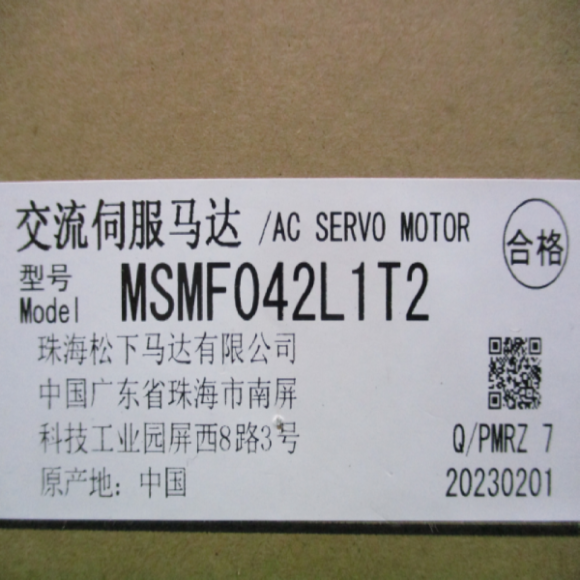 交流伺服马达 /AC SERVO MOTOR
合格
型号
Model MSMF042L1T2
珠海松下马达有限公司
中国广东省珠海市南屏
科技工业园屏西8路3号
Q/PMRZ 7
原产地: 中国
20230201